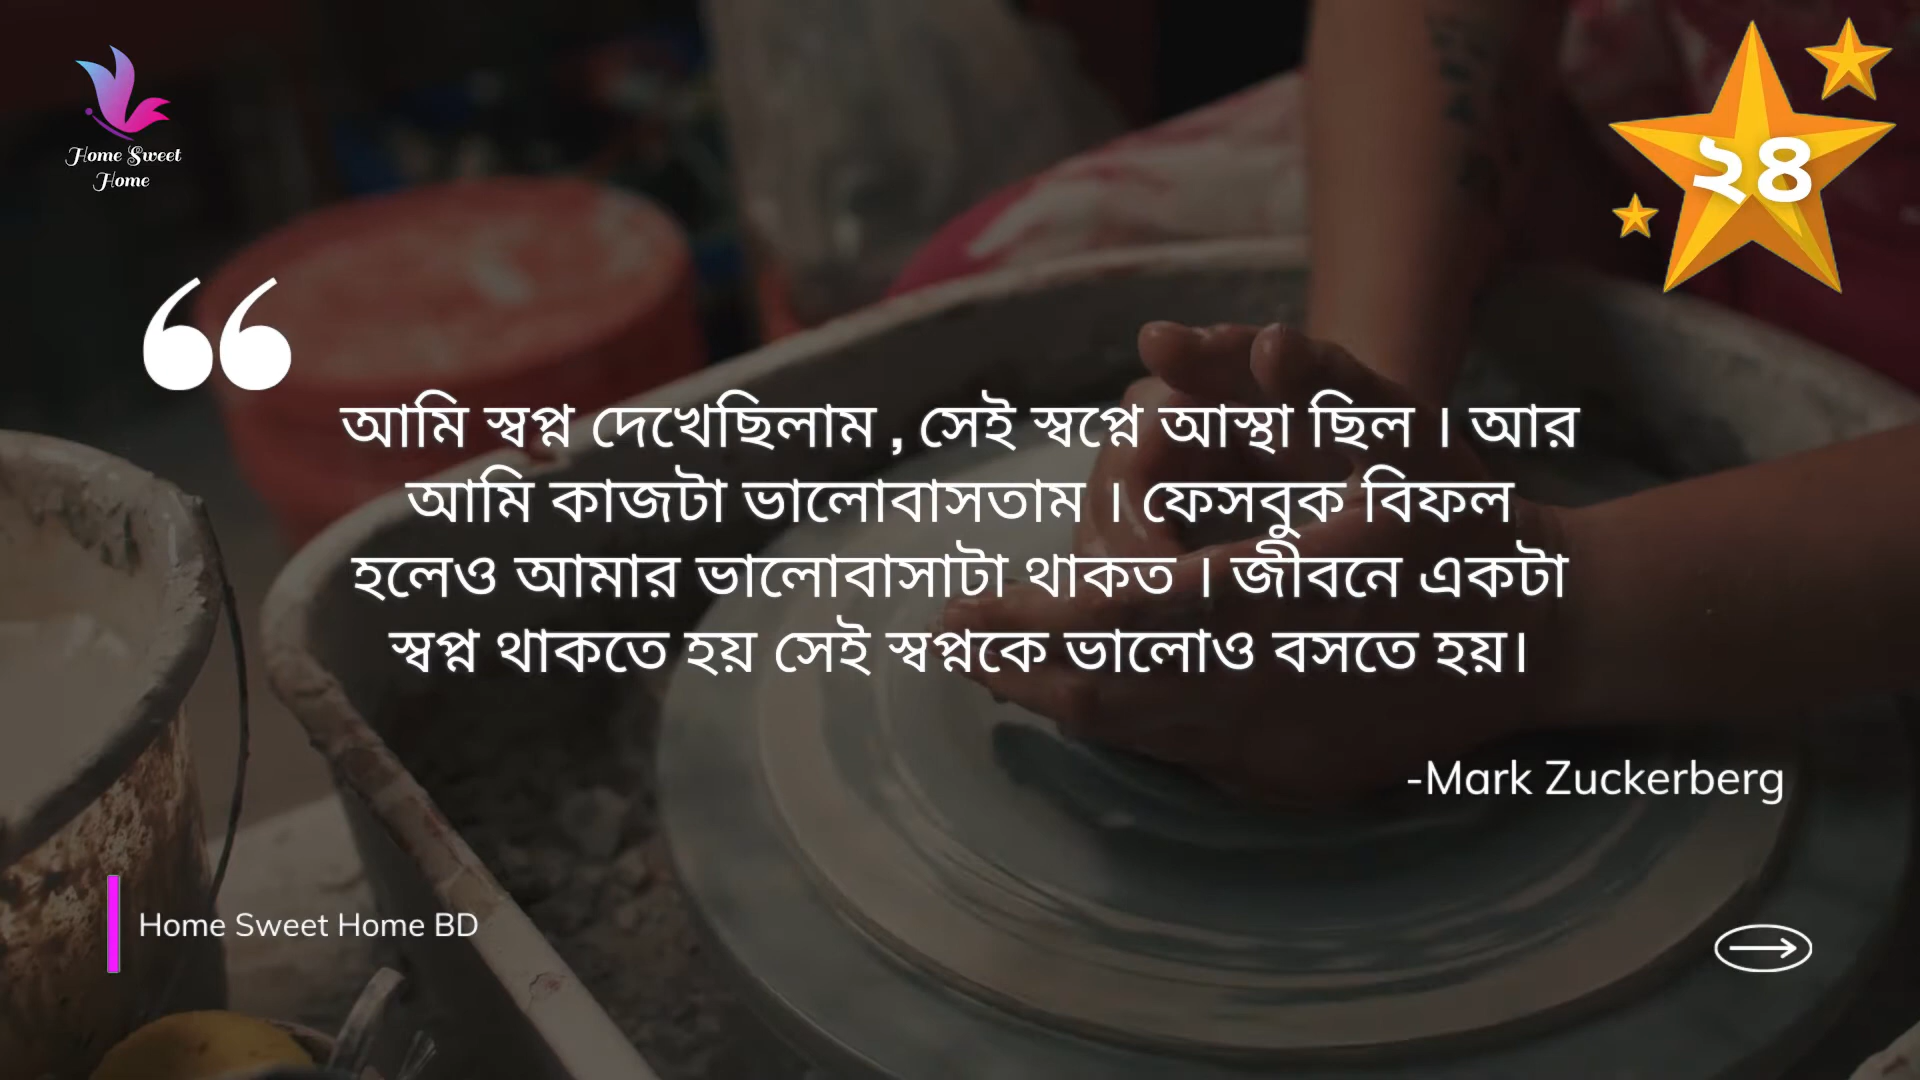 Home Sweet
Home
২৪
আমি স্বপ্ন দেখেছিলাম , সেই স্বপ্নে আস্থা ছিল । আর
আমি কাজটা ভালোবাসতাম । ফেসবুক বিফল
হলেও আমার ভালোবাসাটা থাকত । জীবনে একটা
স্বপ্ন থাকতে হয় সেই স্বপ্নকে ভালোও বসতে হয়।
-Mark Zuckerberg
Home Sweet Home BD